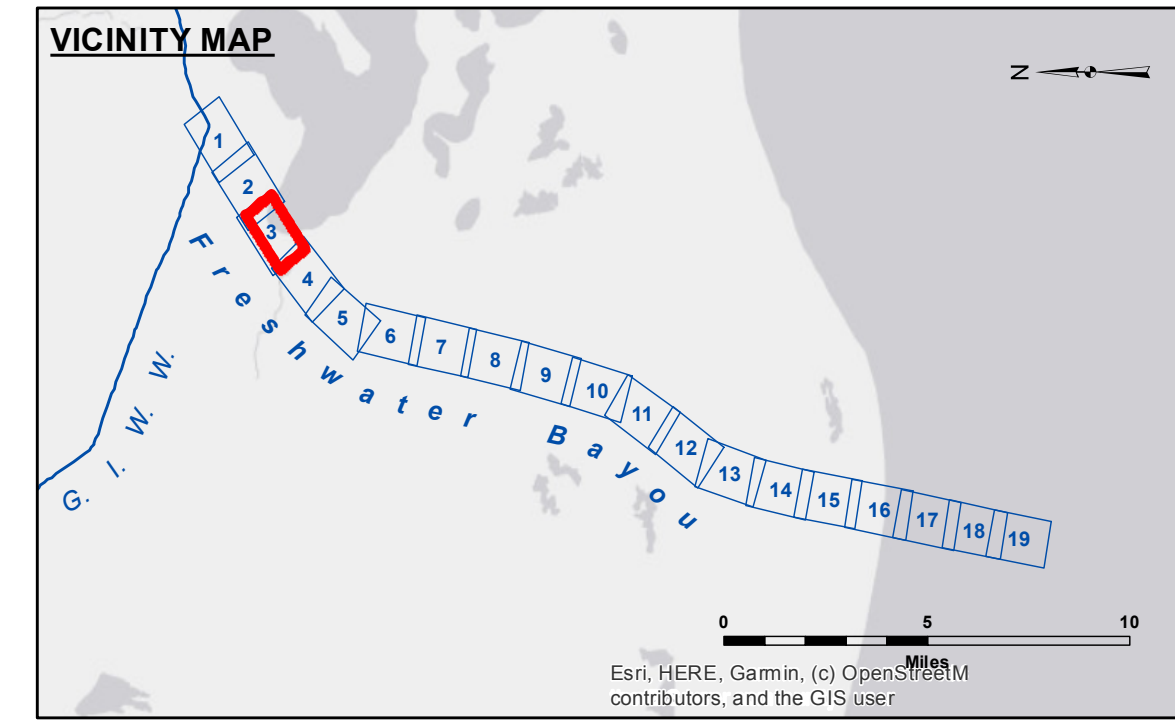 VICINITY MAP
N
1
2
3
4
5
6
7
8
9
10
11
12
13
14
15
16
17
18
19
Freshwater Bayou
G. I. W. W.
0 5 10
Miles
Esri, HERE, Garmin, (c) OpenStreetM
contributors, and the GIS user